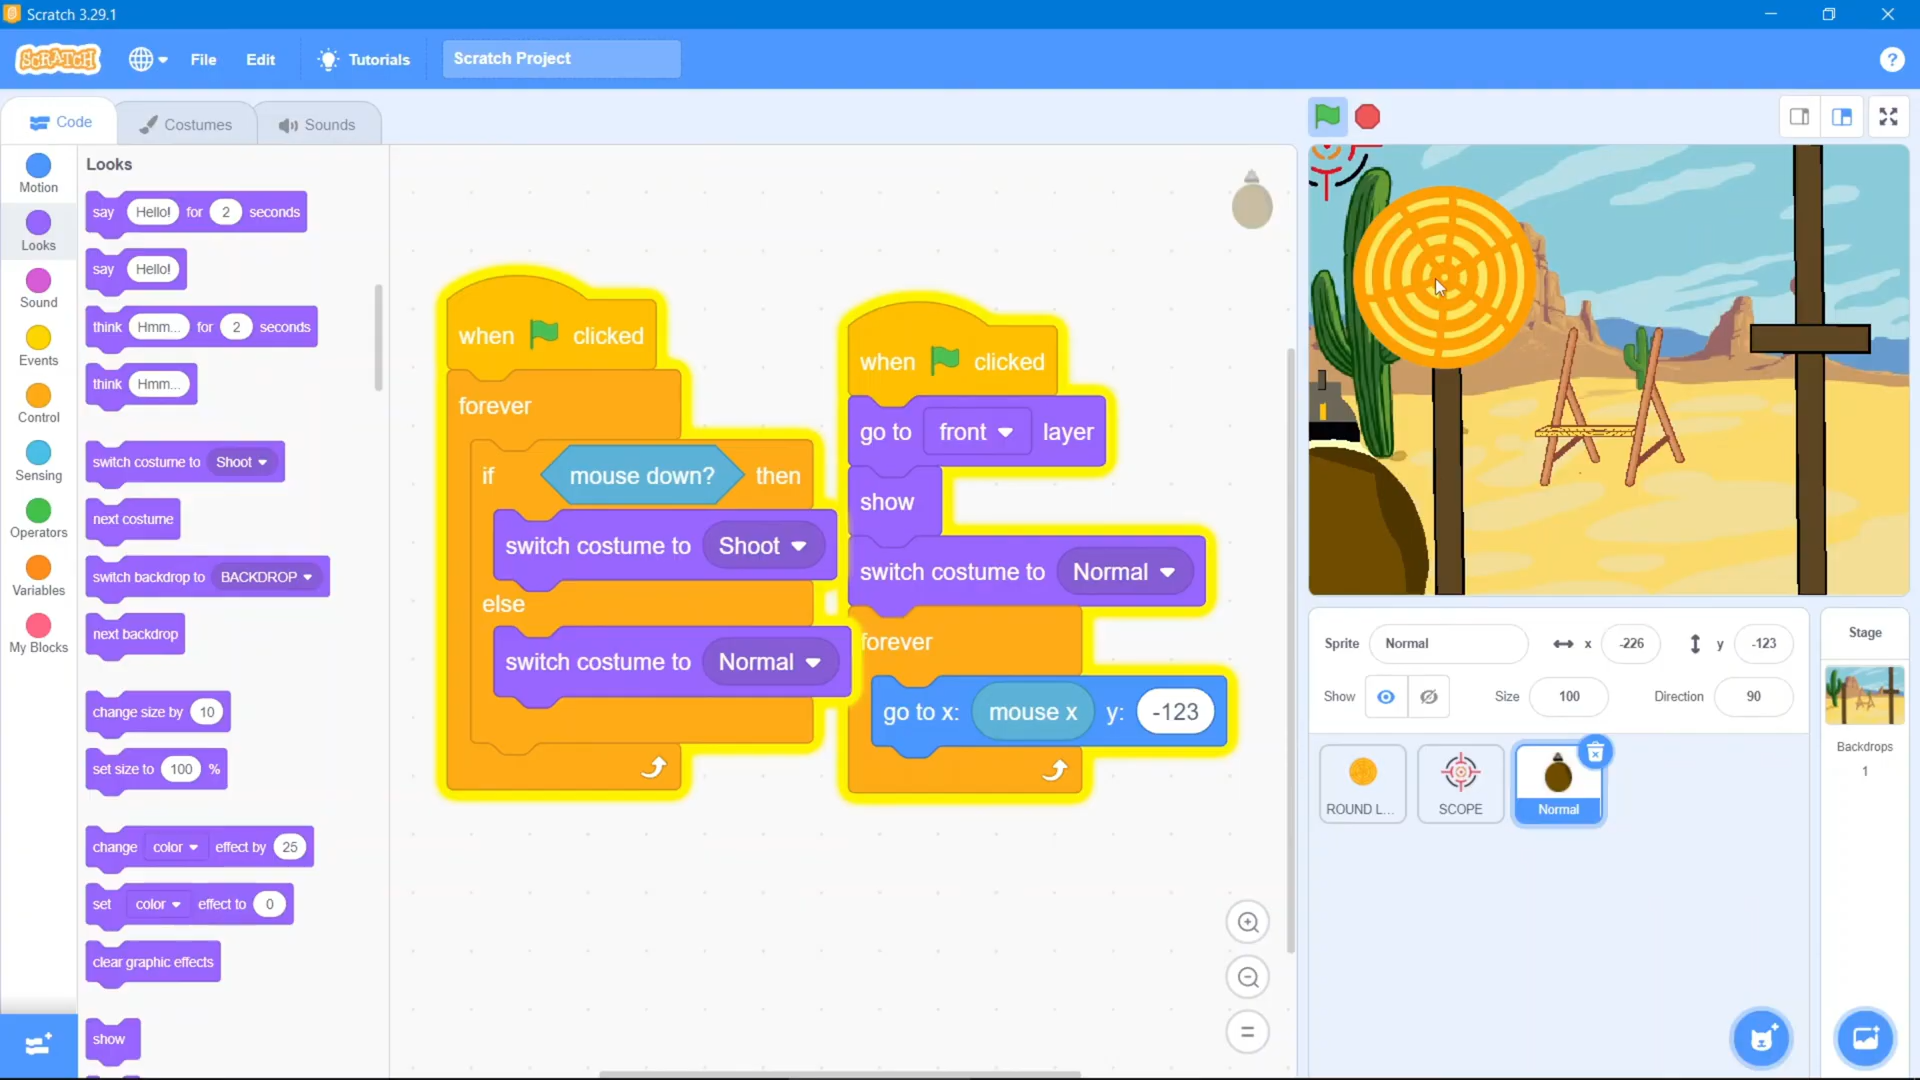 Scratch 3.29.1
SCRATCH File Edit Tutorials Scratch Project ?
Code Costumes Sounds
Motion
Looks
Sound
Events
Control
Sensing
Operators
Variables
My Blocks
Looks
say Hello! for 2 seconds
say Hello!
think Hmm... for 2 seconds
think Hmm...
switch costume to Shoot
next costume
switch backdrop to BACKDROP
next backdrop
change size by 10
set size to 100 %
change color effect by 25
set color effect to 0
clear graphic effects
show
when clicked
forever
if mouse down? then
switch costume to Shoot
else
switch costume to Normal
when clicked
go to front layer
show
switch costume to Normal
forever
go to x: mouse x y: -123
Sprite Normal x -226 y -123
Show Size 100 Direction 90
ROUND L...
SCOPE
Normal
Stage
Backdrops
1